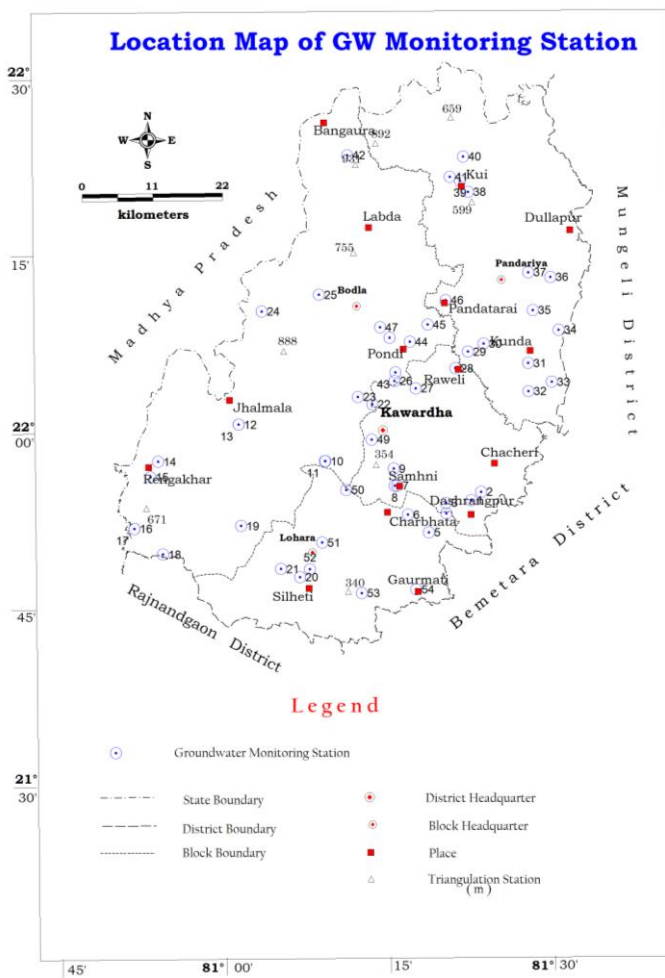 Location Map of GW Monitoring Station
22°
30'
N
W E
S
0 11 22
kilometers
Madhya Pradesh
Mungeli District
Bemetara District
Rajnandgaon District
659
Bangaura
892
42
40
41
Kui
39
38
599
Labda
Dullapur
15'
755
Pandariya
37
36
25
Bodla
46
Pandatarai
24
35
47
45
34
888
44
30
Kunda
Pondi
29
28
31
43
26
Raweli
33
27
32
Jhalmala
23
22
Kawardha
12
13
22°
00'
49
14
10
11
354
9
Chacherf
Rengakhar
15
Samhni
7
8
50
2
Dashrangpur
671
Charbhata
6
5
16
17
19
18
Lohara
51
52
21
20
340
Silheti
53
Gaurmati
54
45'
Legend
Groundwater Monitoring Station
State Boundary
District Headquarter
District Boundary
Block Headquarter
Block Boundary
Place
Triangulation Station
(m)
21°
30'
45'
81° 00'
15'
81° 30'